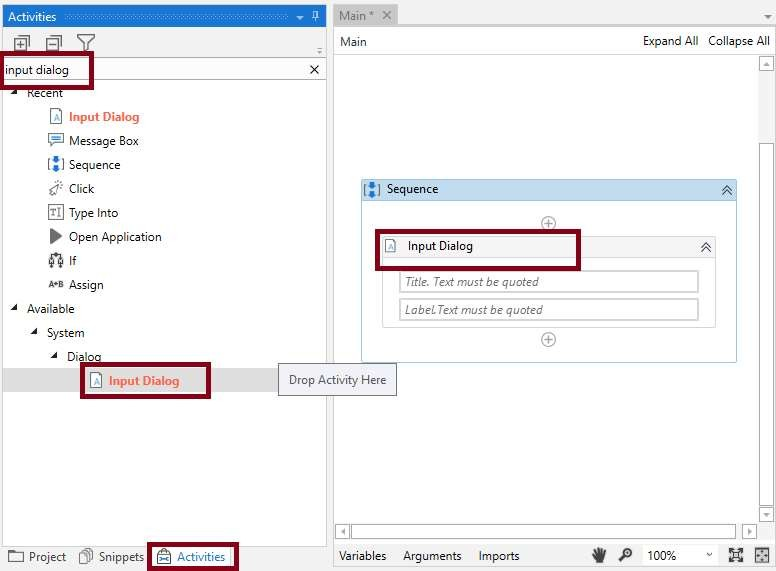 Activities
input dialog
Recent
Input Dialog
Message Box
Sequence
Click
Type Into
Open Application
If
A+B Assign
Available
System
Dialog
Input Dialog
Drop Activity Here
Project Snippets Activities
Main *
Main Expand All Collapse All
Sequence
Input Dialog
Title. Text must be quoted
Label.Text must be quoted
Variables Arguments Imports 100%